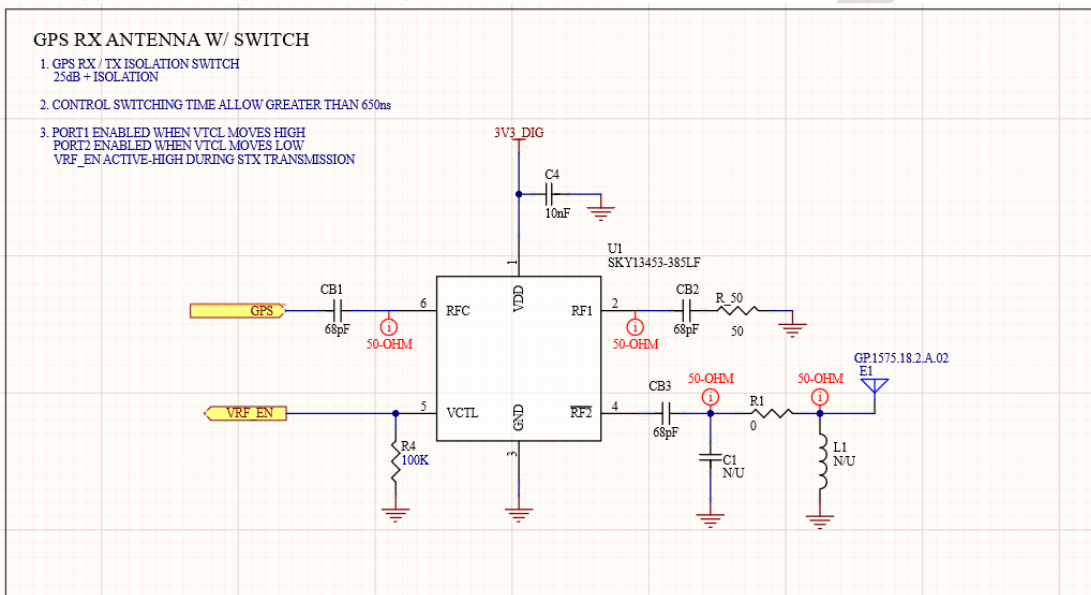 GPS RX ANTENNA W/ SWITCH
1. GPS RX / TX ISOLATION SWITCH
25dB + ISOLATION
2. CONTROL SWITCHING TIME ALLOW GREATER THAN 650ns
3. PORT1 ENABLED WHEN VTCL MOVES HIGH
PORT2 ENABLED WHEN VTCL MOVES LOW
VRF_EN ACTIVE-HIGH DURING STX TRANSMISSION
3V3_DIG
C4
10nF
U1
SKY13453-385LF
1
VDD
GPS
CB1
68pF
50-OHM
6
RFC
RF1
2
50-OHM
CB2
68pF
R_50
50
VRF_EN
R4
100K
5
VCTL
GND
3
RF2
4
CB3
68pF
50-OHM
C1
N/U
R1
0
50-OHM
L1
N/U
GP.1575.18.2.A.02
E1